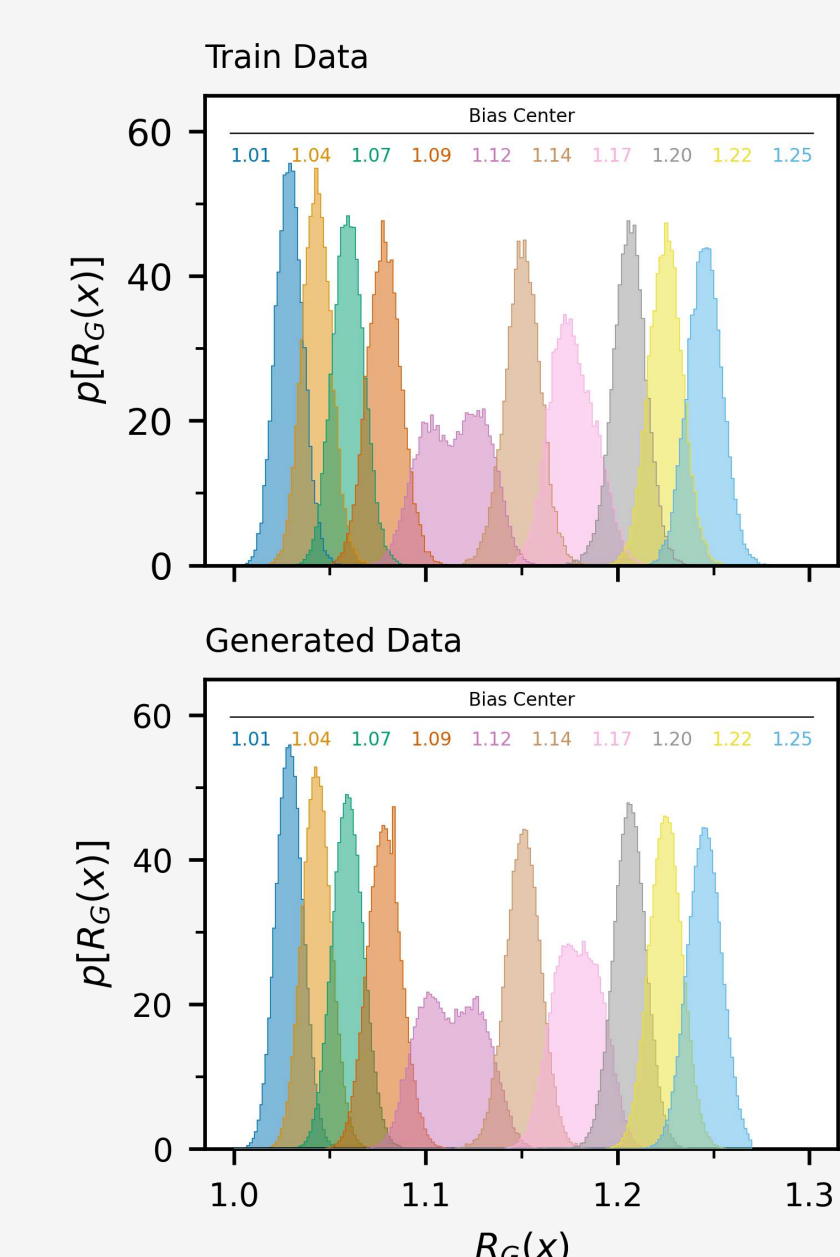 Train Data
Bias Center
1.01 1.04 1.07 1.09 1.12 1.14 1.17 1.20 1.22 1.25
60
40
20
0
p[R_G(x)]
Generated Data
Bias Center
1.01 1.04 1.07 1.09 1.12 1.14 1.17 1.20 1.22 1.25
60
40
20
0
p[R_G(x)]
1.0 1.1 1.2 1.3
R_G(x)